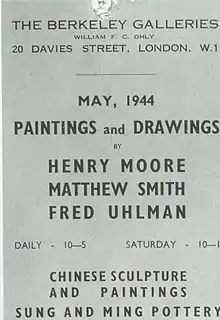 THE BERKELEY GALLERIES
WILLIAM F. C. OHLY
20 DAVIES STREET, LONDON, W.1
MAY, 1944
PAINTINGS and DRAWINGS
BY
HENRY MOORE
MATTHEW SMITH
FRED UHLMAN
DAILY - 10-5 SATURDAY - 10-1
CHINESE SCULPTURE
AND PAINTINGS
SUNG AND MING POTTERY